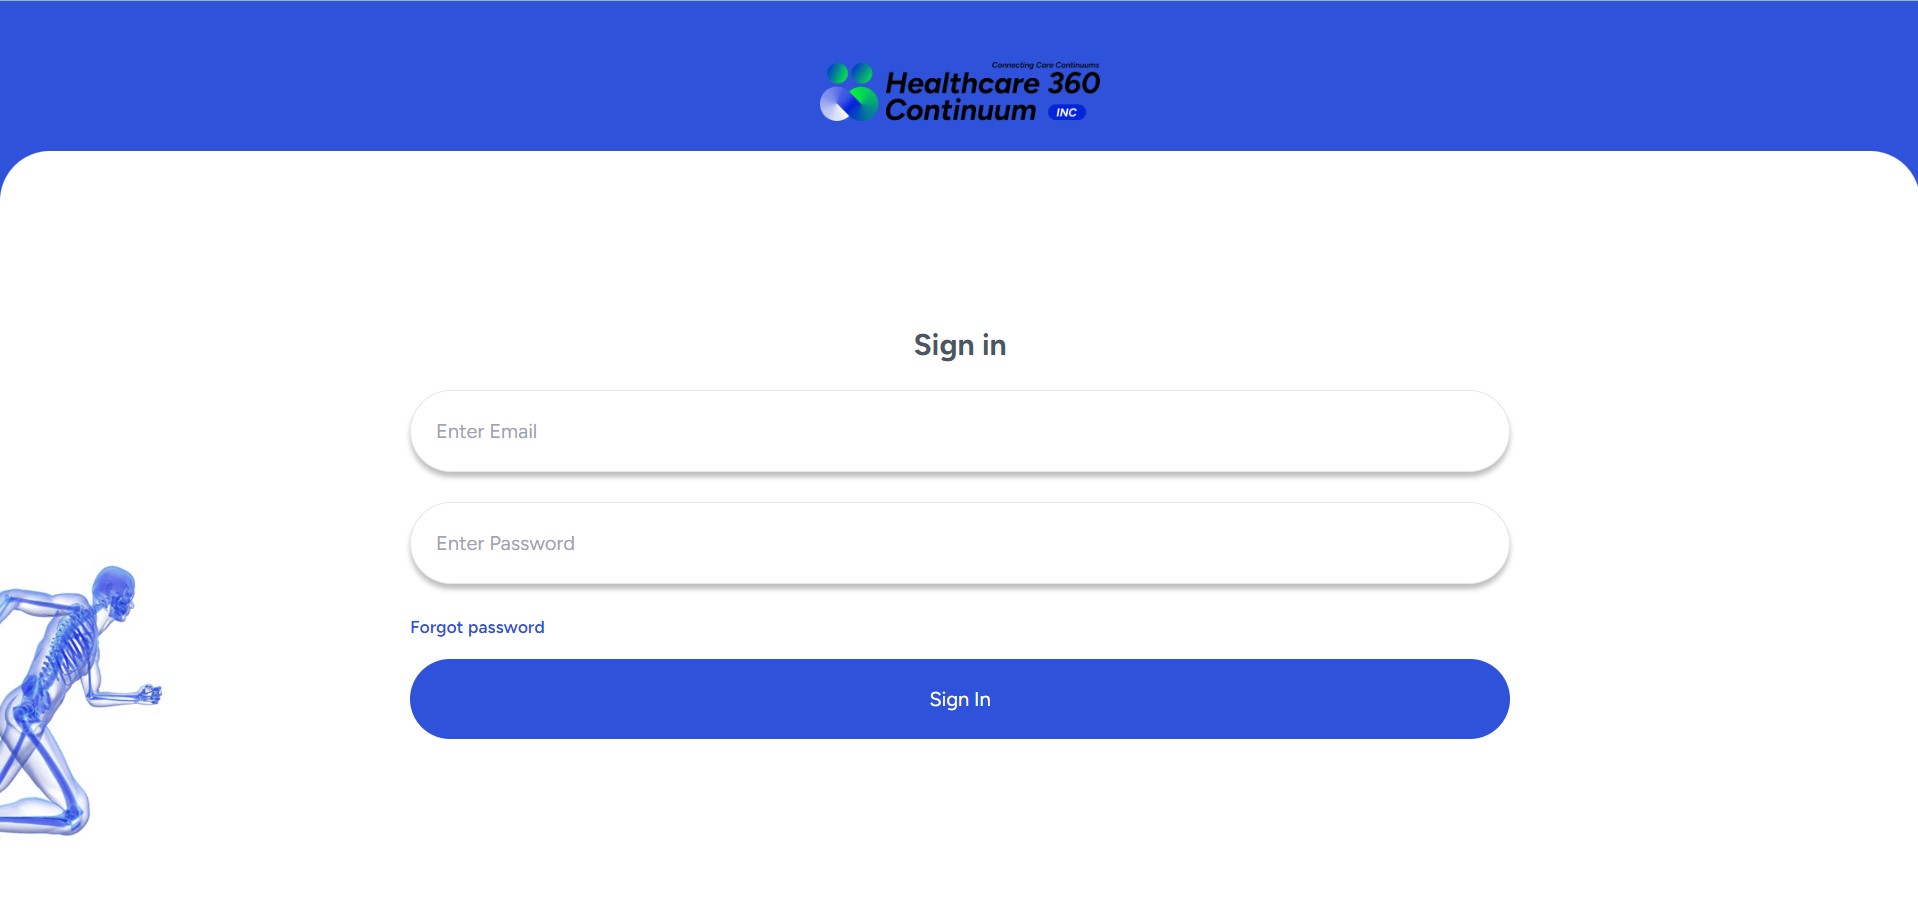 Connecting Care Continuums
Healthcare 360
Continuum INC
Sign in
Enter Email
Enter Password
Forgot password
Sign In